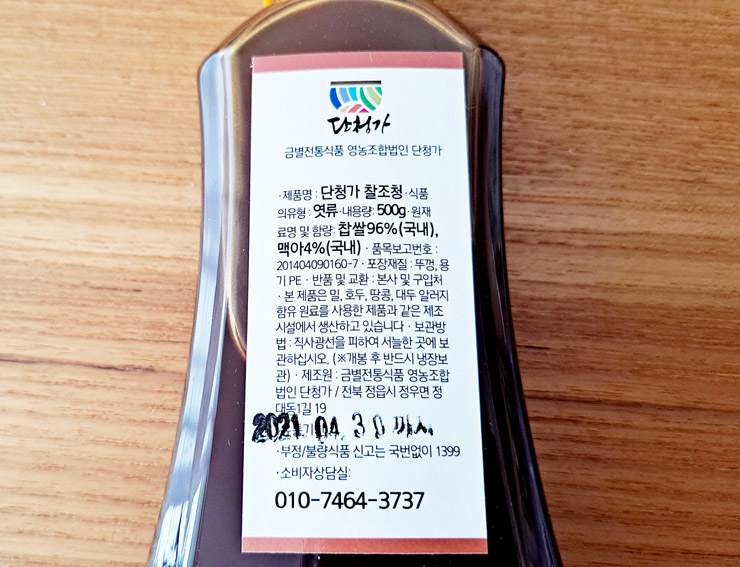 단청가
금별전통식품 영농조합법인 단청가
·제품명 : 단청가 찰조청·식품
의유형 : 엿류·내용량: 500g·원재
료명 및 함량: 찹쌀96%(국내),
맥아4%(국내) · 품목보고번호 :
201404090160-7 · 포장재질 : 뚜껑, 용
기 PE · 반품 및 교환 : 본사 및 구입처
· 본 제품은 밀, 호두, 땅콩, 대두 알러지
함유 원료를 사용한 제품과 같은 제조
시설에서 생산하고 있습니다 · 보관방
법 : 직사광선을 피하여 서늘한 곳에 보
관하십시오. (※개봉 후 반드시 냉장보
관) · 제조원 : 금별전통식품 영농조합
법인 단청가 / 전북 정읍시 정우면 정
대동1길 19
2021. 04. 30 까지
·부정/불량식품 신고는 국번없이 1399
·소비자상담실:
010-7464-3737